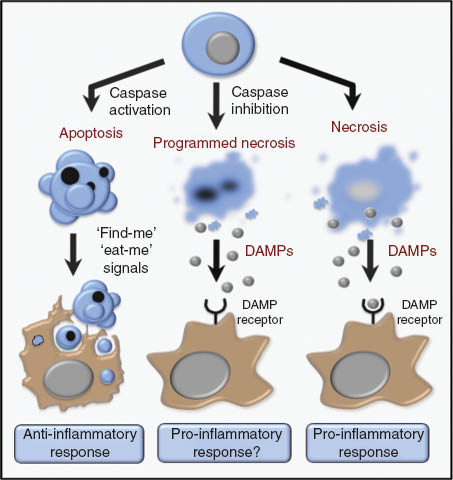 Caspase
activation
Caspase
inhibition
Apoptosis
Programmed necrosis
Necrosis
‘Find-me’
‘eat-me’
signals
DAMPs
DAMPs
DAMP
receptor
DAMP
receptor
Anti-inflammatory
response
Pro-inflammatory
response?
Pro-inflammatory
response